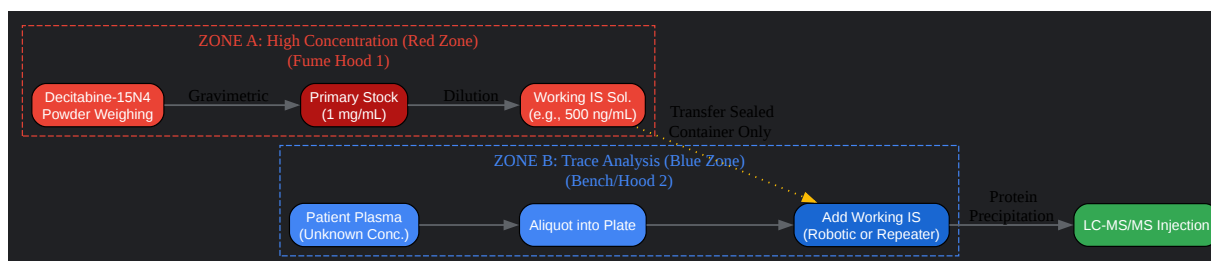 ZONE A: High Concentration (Red Zone)
(Fume Hood 1)
Decitabine-15N4
Powder Weighing
Gravimetric
Primary Stock
(1 mg/mL)
Dilution
Working IS Sol.
(e.g., 500 ng/mL)
Transfer Sealed
Container Only
ZONE B: Trace Analysis (Blue Zone)
(Bench/Hood 2)
Patient Plasma
(Unknown Conc.)
Aliquot into Plate
Add Working IS
(Robotic or Repeater)
Protein
Precipitation
LC-MS/MS Injection